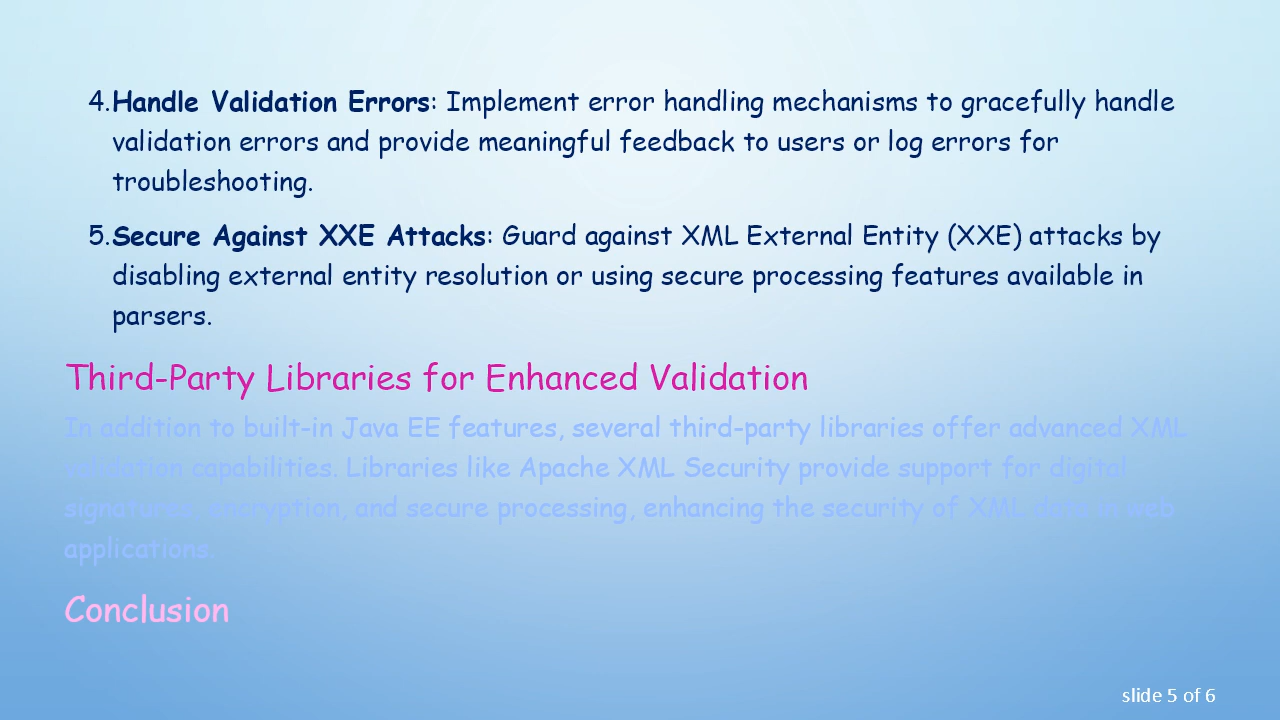 4.Handle Validation Errors: Implement error handling mechanisms to gracefully handle
validation errors and provide meaningful feedback to users or log errors for
troubleshooting.
5.Secure Against XXE Attacks: Guard against XML External Entity (XXE) attacks by
disabling external entity resolution or using secure processing features available in
parsers.
Third-Party Libraries for Enhanced Validation
In addition to built-in Java EE features, several third-party libraries offer advanced XML
validation capabilities. Libraries like Apache XML Security provide support for digital
signatures, encryption, and secure processing, enhancing the security of XML data in web
applications.
Conclusion
slide 5 of 6